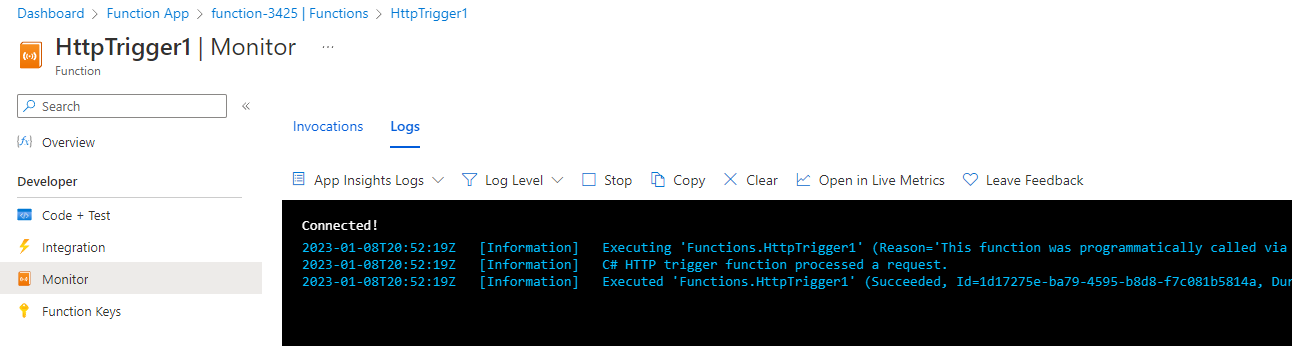 Dashboard > Function App > function-3425 | Functions > HttpTrigger1
HttpTrigger1 | Monitor ...
Function
Search «
Overview
Developer
Code + Test
Integration
Monitor
Function Keys
Invocations Logs
App Insights Logs Log Level Stop Copy Clear Open in Live Metrics Leave Feedback
Connected!
2023-01-08T20:52:19Z [Information] Executing 'Functions.HttpTrigger1' (Reason='This function was programmatically called via
2023-01-08T20:52:19Z [Information] C# HTTP trigger function processed a request.
2023-01-08T20:52:19Z [Information] Executed 'Functions.HttpTrigger1' (Succeeded, Id=1d17275e-ba79-4595-b8d8-f7c081b5814a, Dur